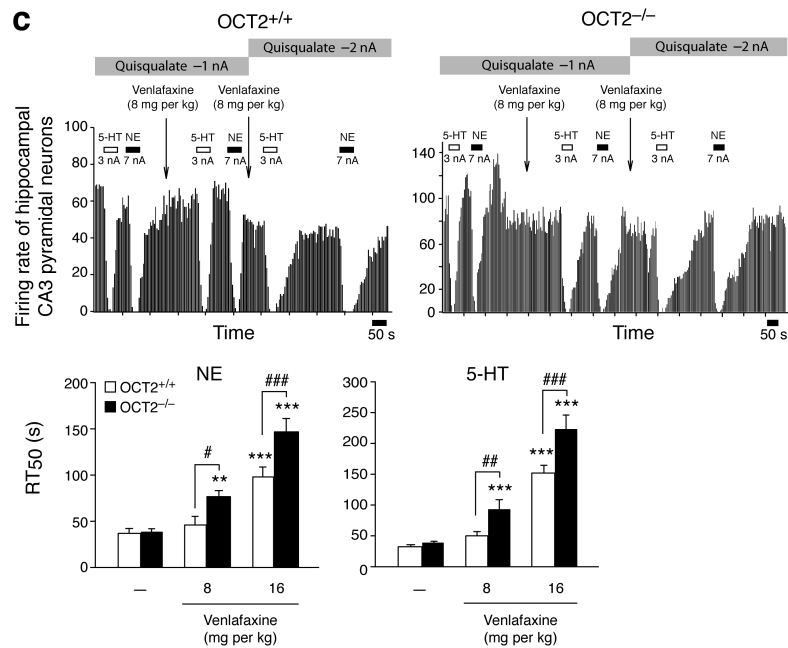 c
OCT2+/+
OCT2–/–
Quisqualate –2 nA
Quisqualate –1 nA
Quisqualate –2 nA
Quisqualate –1 nA
Venlafaxine
(8 mg per kg)
Venlafaxine
(8 mg per kg)
Venlafaxine
(8 mg per kg)
Venlafaxine
(8 mg per kg)
5-HT
NE
5-HT
NE
5-HT
NE
3 nA
7 nA
3 nA
7 nA
3 nA
7 nA
5-HT
NE
5-HT
NE
5-HT
NE
3 nA
7 nA
3 nA
7 nA
3 nA
7 nA
Firing rate of hippocampal
CA3 pyramidal neurons
100
80
60
40
20
0
140
100
60
20
0
Time
50 s
Time
50 s
NE
OCT2+/+
OCT2–/–
RT50 (s)
200
150
100
50
0
#
**
***
###
***
–
8
16
Venlafaxine
(mg per kg)
5-HT
300
250
200
150
100
50
0
##
***
***
###
***
–
8
16
Venlafaxine
(mg per kg)